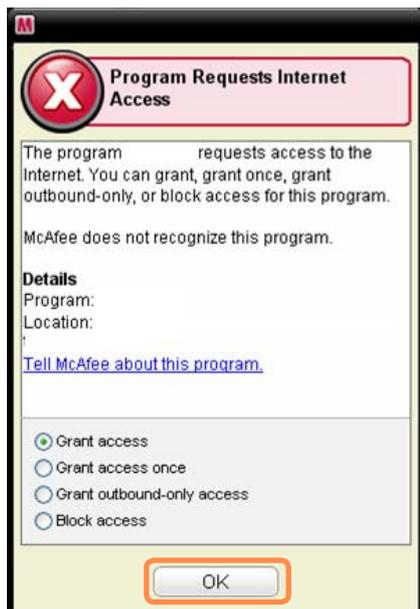 M
Program Requests Internet
Access
The program requests access to the
Internet. You can grant, grant once, grant
outbound-only, or block access for this program.
McAfee does not recognize this program.
Details
Program:
Location:
Tell McAfee about this program.
Grant access
Grant access once
Grant outbound-only access
Block access
OK